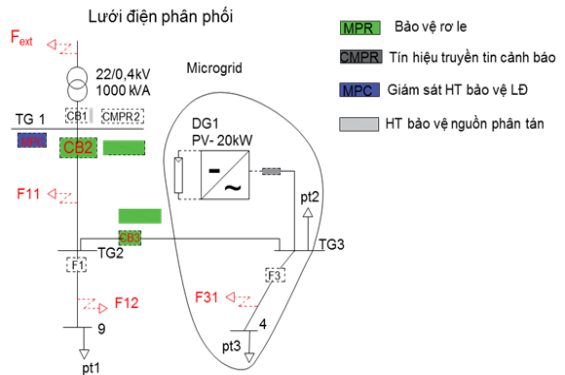 Lưới điện phân phối
MPR
Bảo vệ rơ le
CMPR
Tín hiệu truyền tin cảnh báo
MPC
Giám sát HT bảo vệ LĐ
HT bảo vệ nguồn phân tán
Fext
22/0,4kV
1000 kVA
Microgrid
CB1
CMPR2
TG 1
MPC
CB2
DG1
PV- 20kW
-
~
pt2
F11
CB3
TG2
TG3
F1
F3
F12
F31
9
4
pt1
pt3